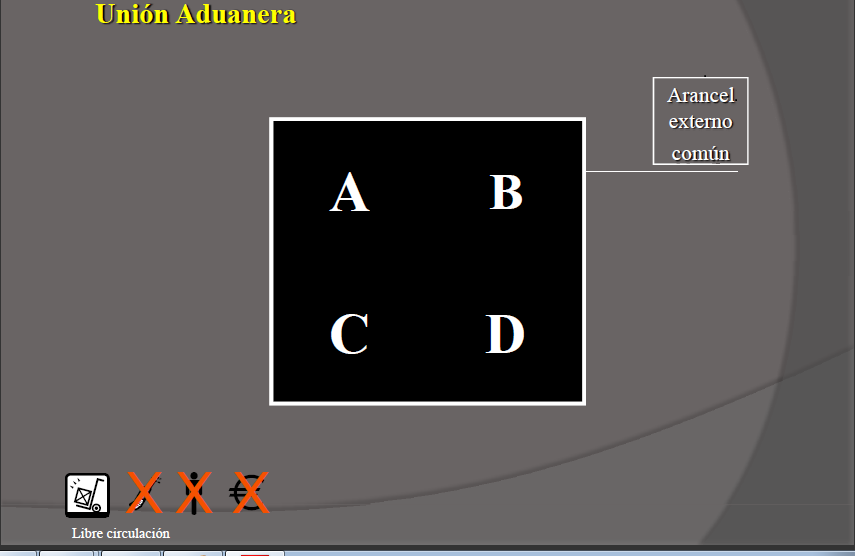 Unión Aduanera
Arancel
externo
común
A B
C D
X X X
Libre circulación